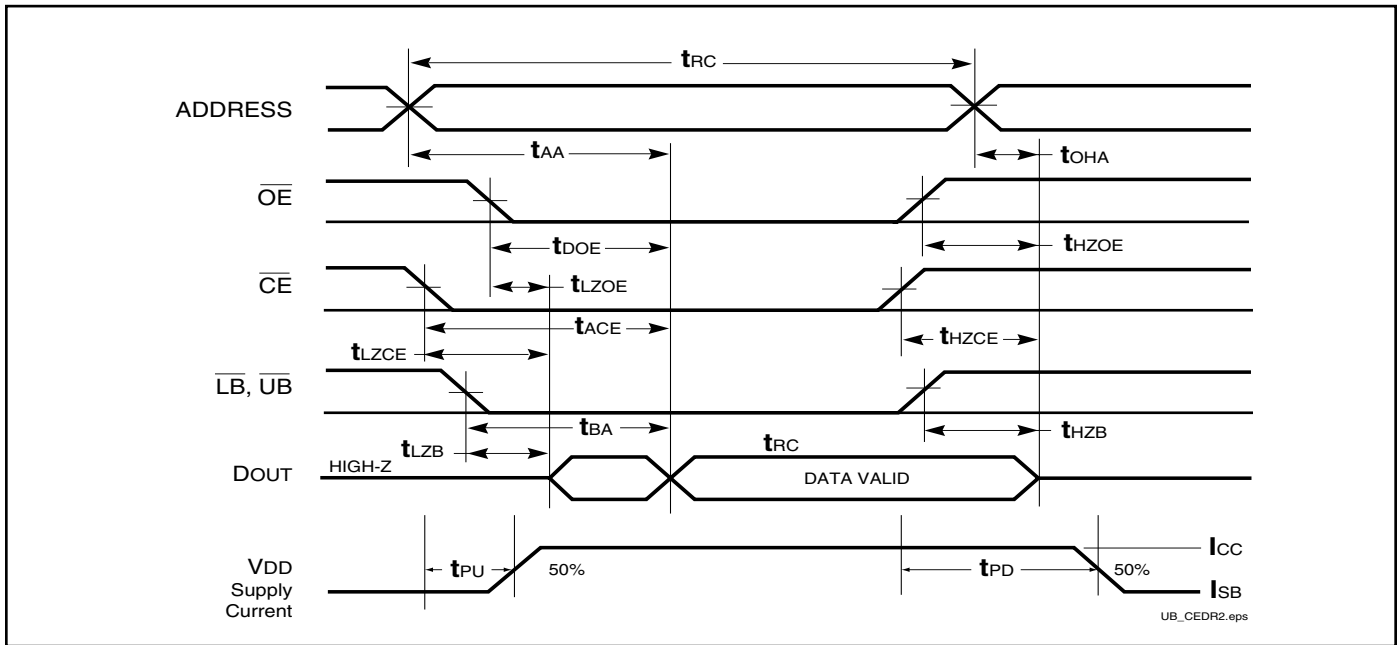 tRC
ADDRESS
tAA
tOHA
OE
tDOE
tHZOE
CE
tLZOE
tACE
tHZCE
tLZCE
LB, UB
tBA
tHZB
tLZB
tRC
DOUT
HIGH-Z
DATA VALID
ICC
VDD
Supply
Current
tPU
50%
tPD
50%
ISB
UB_CEDR2.eps